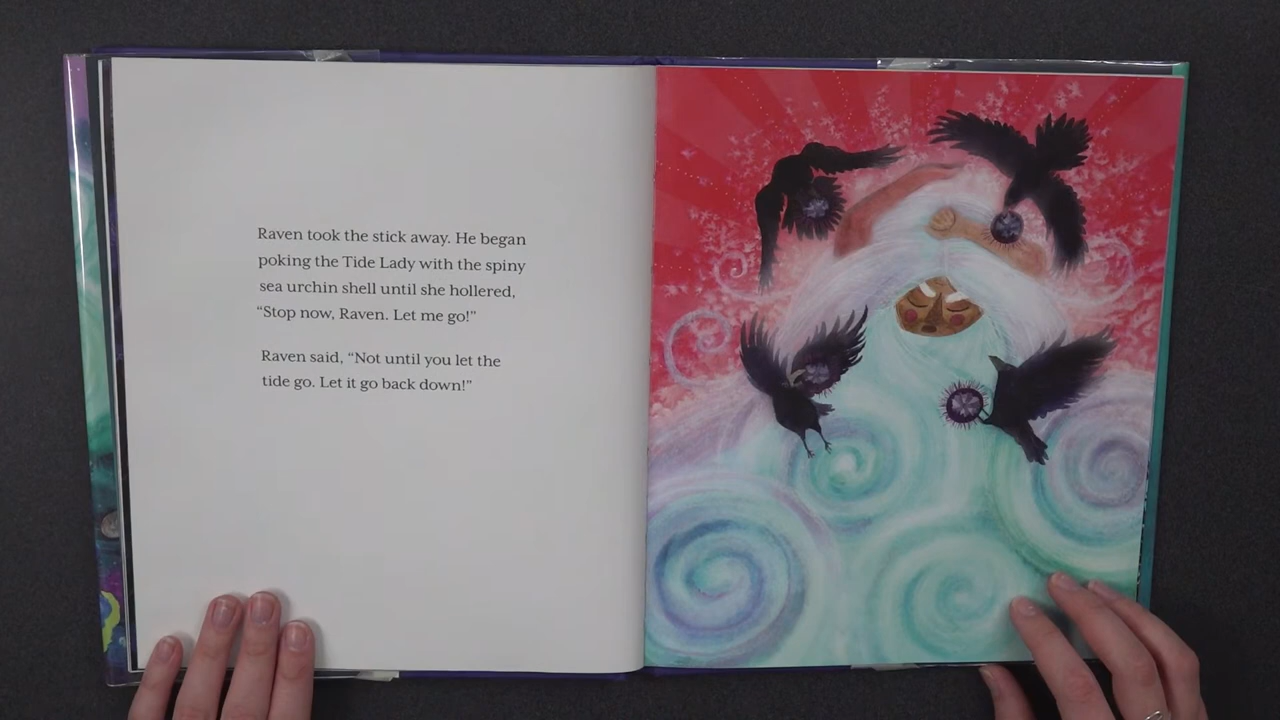 Raven took the stick away. He began
poking the Tide Lady with the spiny
sea urchin shell until she hollered,
“Stop now, Raven. Let me go!”
Raven said, “Not until you let the
tide go. Let it go back down!”